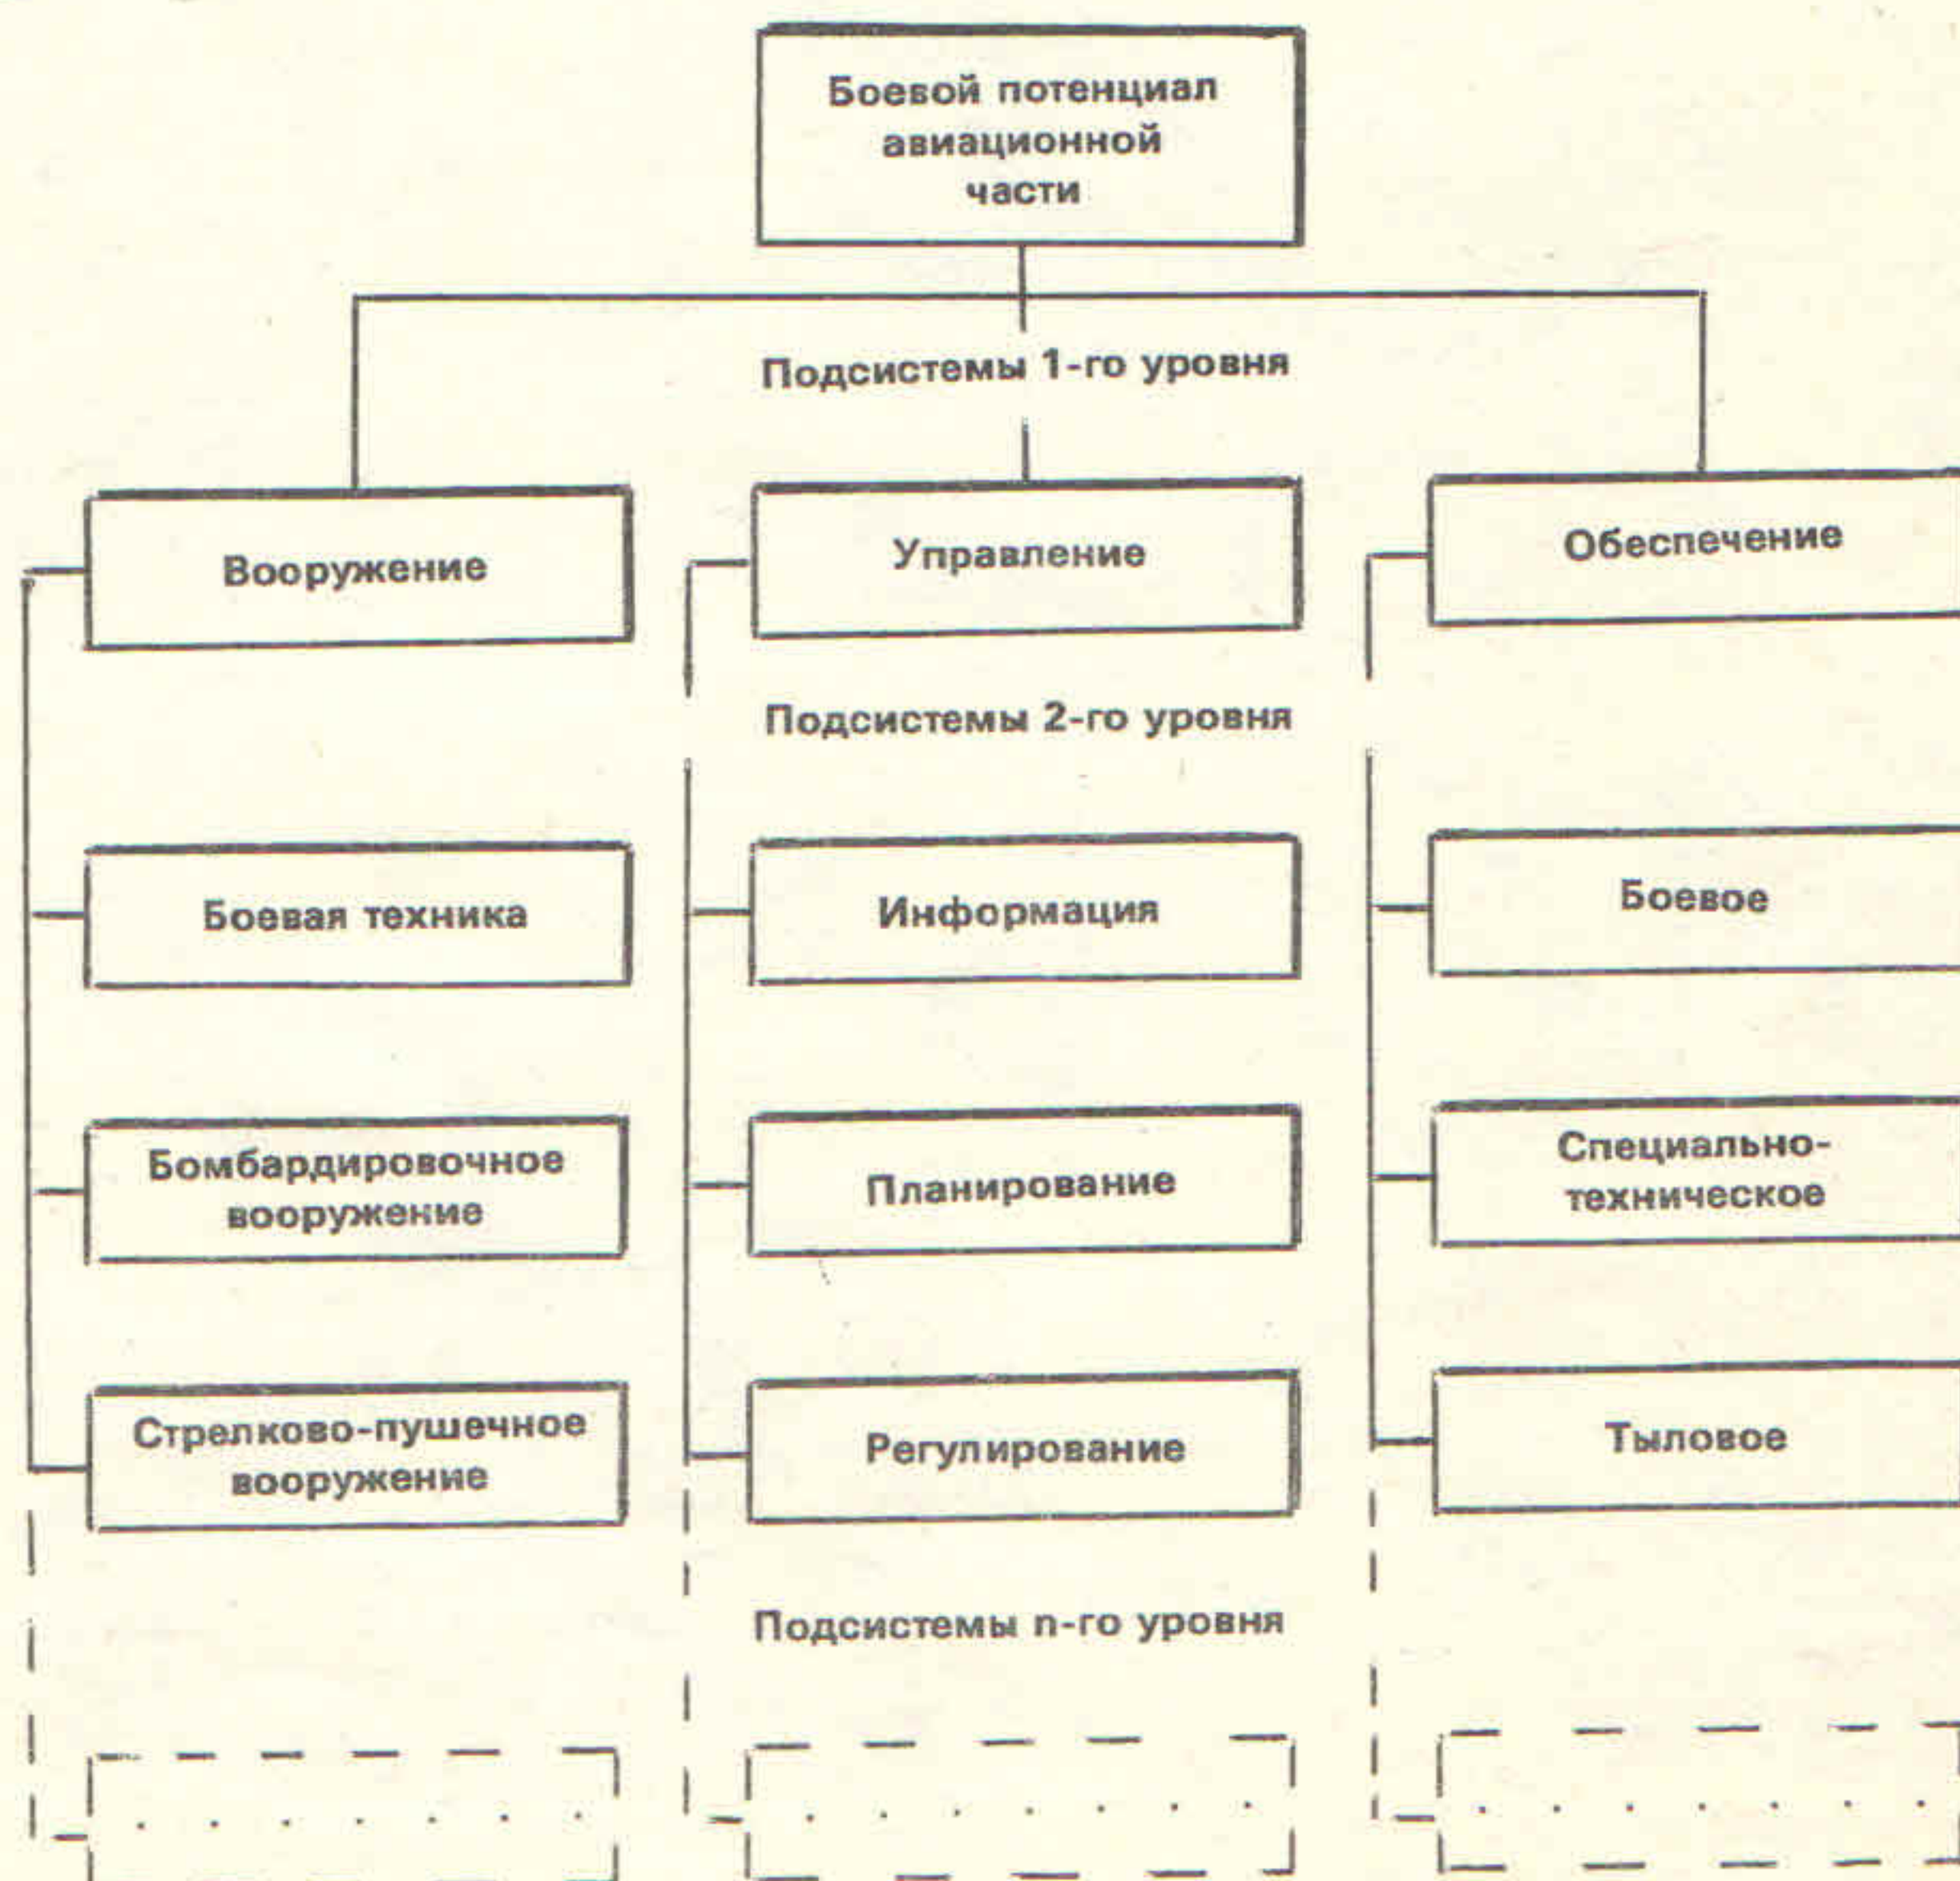 Боевой потенциал
авиационной
части
Подсистемы 1-го уровня
Вооружение
Управление
Обеспечение
Подсистемы 2-го уровня
Боевая техника
Информация
Боевое
Бомбардировочное
вооружение
Планирование
Специально-
техническое
Стрелково-пушечное
вооружение
Регулирование
Тыловое
Подсистемы n-го уровня